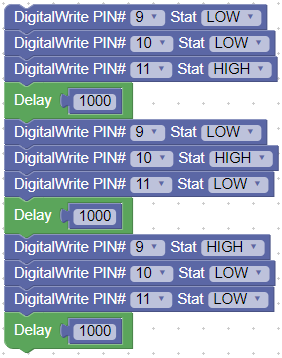 DigitalWrite PIN# 9 Stat LOW
DigitalWrite PIN# 10 Stat LOW
DigitalWrite PIN# 11 Stat HIGH
Delay 1000
DigitalWrite PIN# 9 Stat LOW
DigitalWrite PIN# 10 Stat HIGH
DigitalWrite PIN# 11 Stat LOW
Delay 1000
DigitalWrite PIN# 9 Stat HIGH
DigitalWrite PIN# 10 Stat LOW
DigitalWrite PIN# 11 Stat LOW
Delay 1000